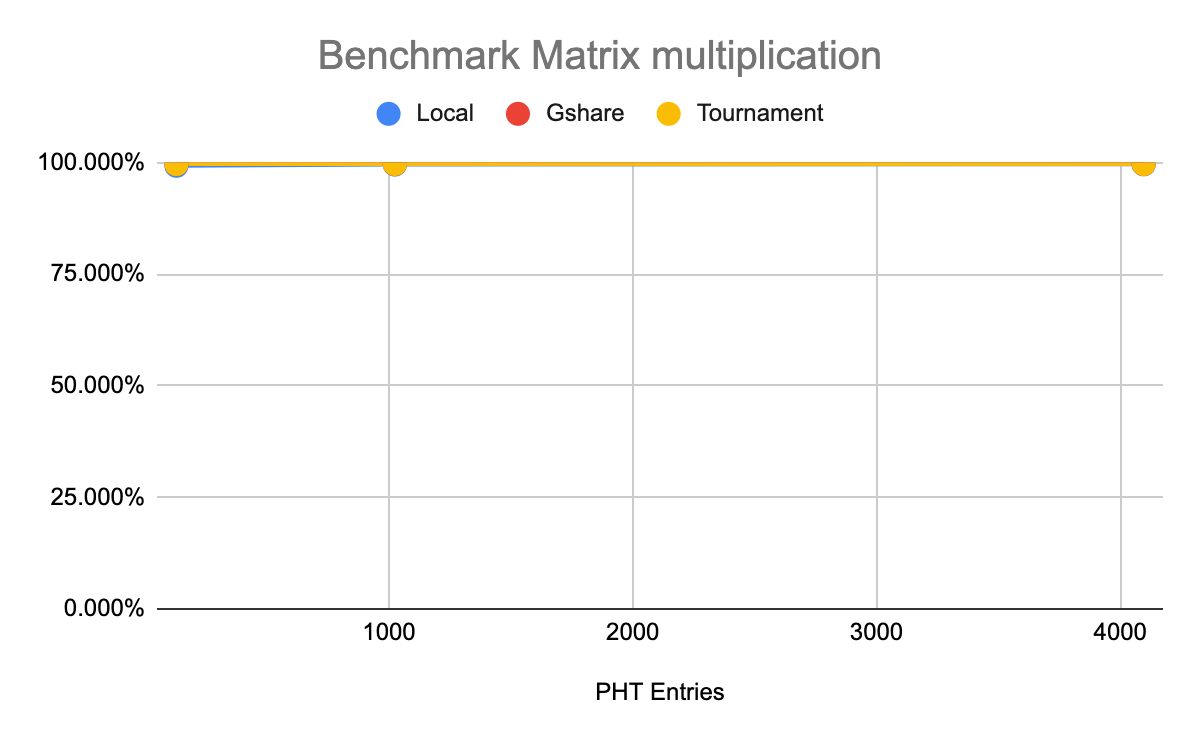 Benchmark Matrix multiplication
Local Gshare Tournament
100.000%
75.000%
50.000%
25.000%
0.000%
1000 2000 3000 4000
PHT Entries